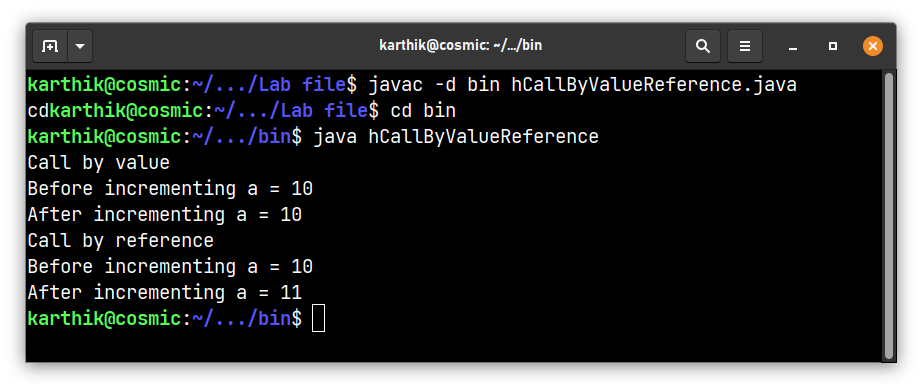 karthik@cosmic: ~/.../bin
karthik@cosmic:~/.../Lab file$ javac -d bin hCallByValueReference.java
cdkarthik@cosmic:~/.../Lab file$ cd bin
karthik@cosmic:~/.../bin$ java hCallByValueReference
Call by value
Before incrementing a = 10
After incrementing a = 10
Call by reference
Before incrementing a = 10
After incrementing a = 11
karthik@cosmic:~/.../bin$